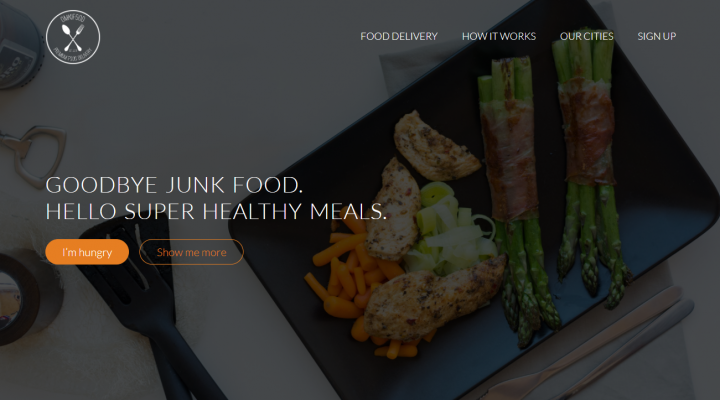 OMNIFOOD
FOOD DELIVERY
HOW IT WORKS
OUR CITIES
SIGN UP
GOODBYE JUNK FOOD.
HELLO SUPER HEALTHY MEALS.
I'm hungry
Show me more